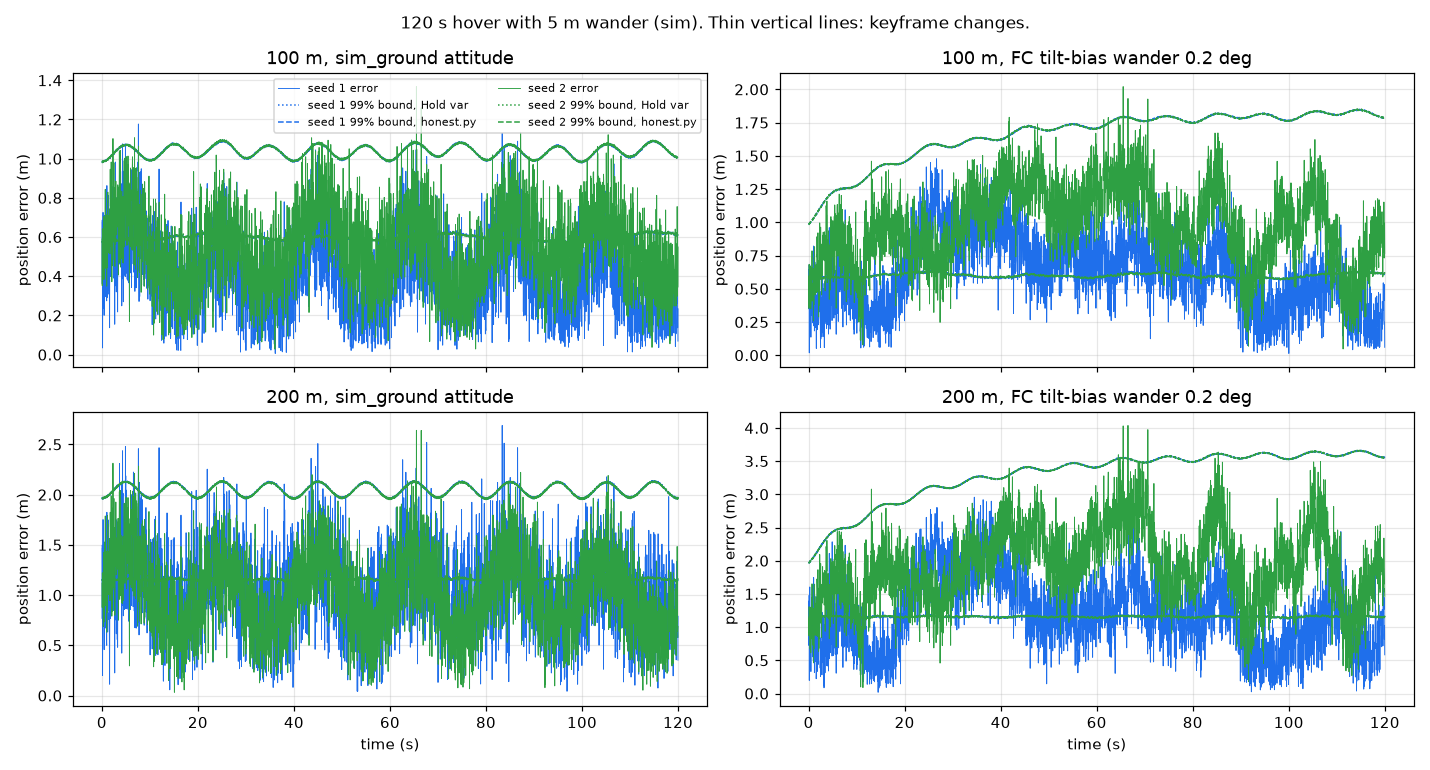 120 s hover with 5 m wander (sim). Thin vertical lines: keyframe changes.
100 m, sim_ground attitude
position error (m)
1.4
1.2
1.0
0.8
0.6
0.4
0.2
0.0
seed 1 error
seed 1 99% bound, Hold var
seed 1 99% bound, honest.py
seed 2 error
seed 2 99% bound, Hold var
seed 2 99% bound, honest.py
100 m, FC tilt-bias wander 0.2 deg
position error (m)
2.00
1.75
1.50
1.25
1.00
0.75
0.50
0.25
0.00
200 m, sim_ground attitude
position error (m)
2.5
2.0
1.5
1.0
0.5
0.0
0 20 40 60 80 100 120
time (s)
200 m, FC tilt-bias wander 0.2 deg
position error (m)
4.0
3.5
3.0
2.5
2.0
1.5
1.0
0.5
0.0
0 20 40 60 80 100 120
time (s)